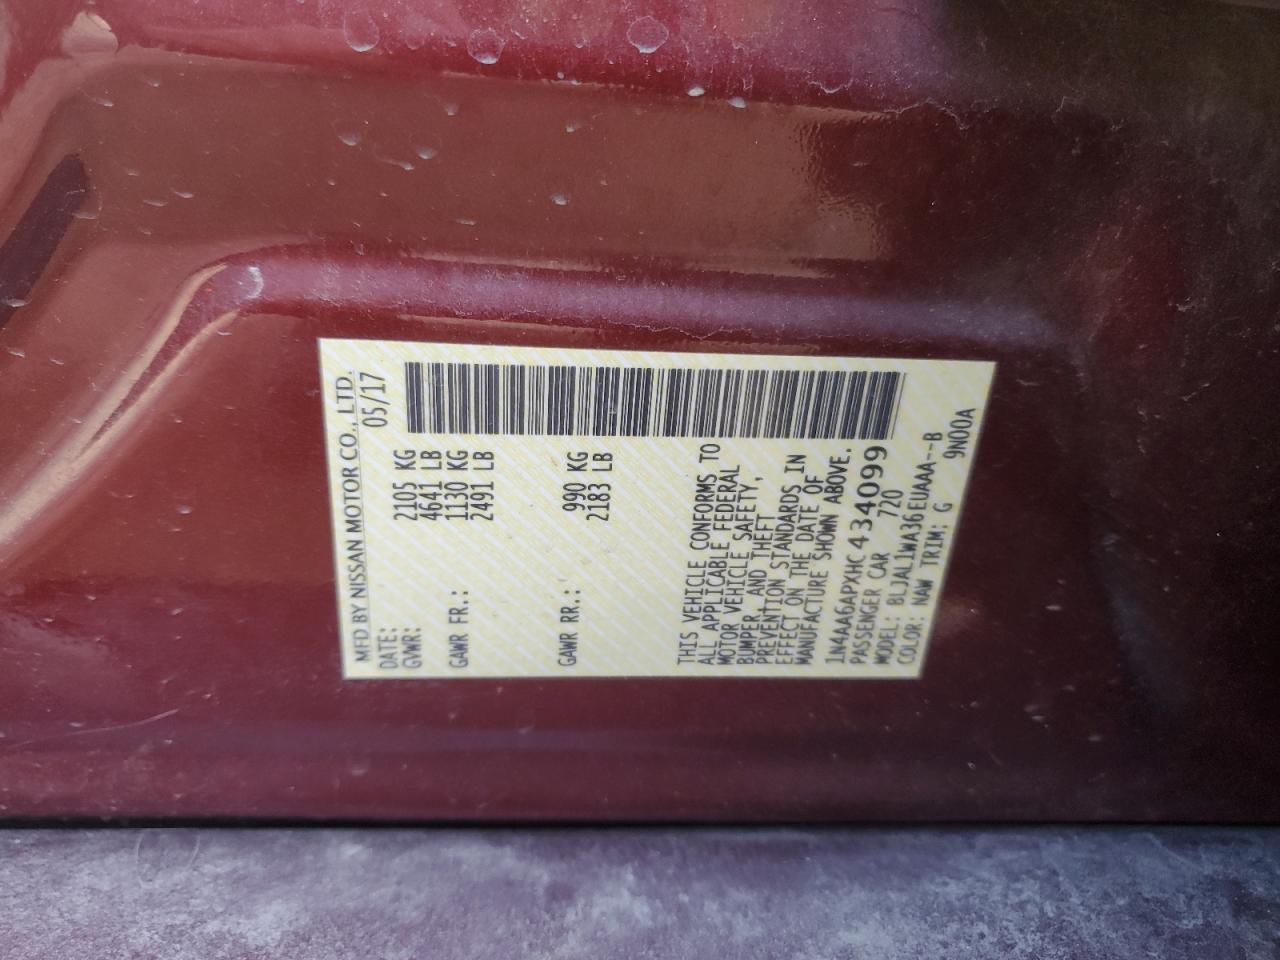 MFD BY NISSAN MOTOR CO., LTD.
DATE: 05/17
GVWR: 2105 KG
4641 LB
GAWR FR.: 1130 KG
2491 LB
GAWR RR.: 990 KG
2183 LB
THIS VEHICLE CONFORMS TO
ALL APPLICABLE FEDERAL
MOTOR VEHICLE SAFETY,
BUMPER, AND THEFT
PREVENTION STANDARDS IN
EFFECT ON THE DATE OF
MANUFACTURE SHOWN ABOVE.
1N4AA6APXHC434099
PASSENGER CAR 720
MODEL: BLJAL1WA36EUAAA--B
COLOR: NAW TRIM: G 9N00A